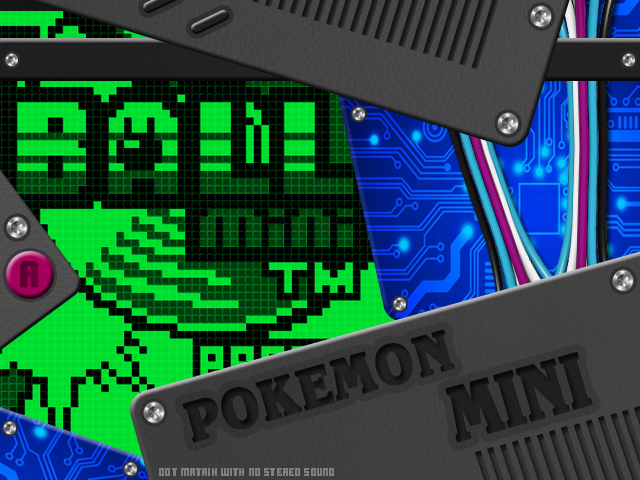 BALL
mini
TM
A
POKEMON
MINI
DOT MATRIX WITH NO STEREO SOUND